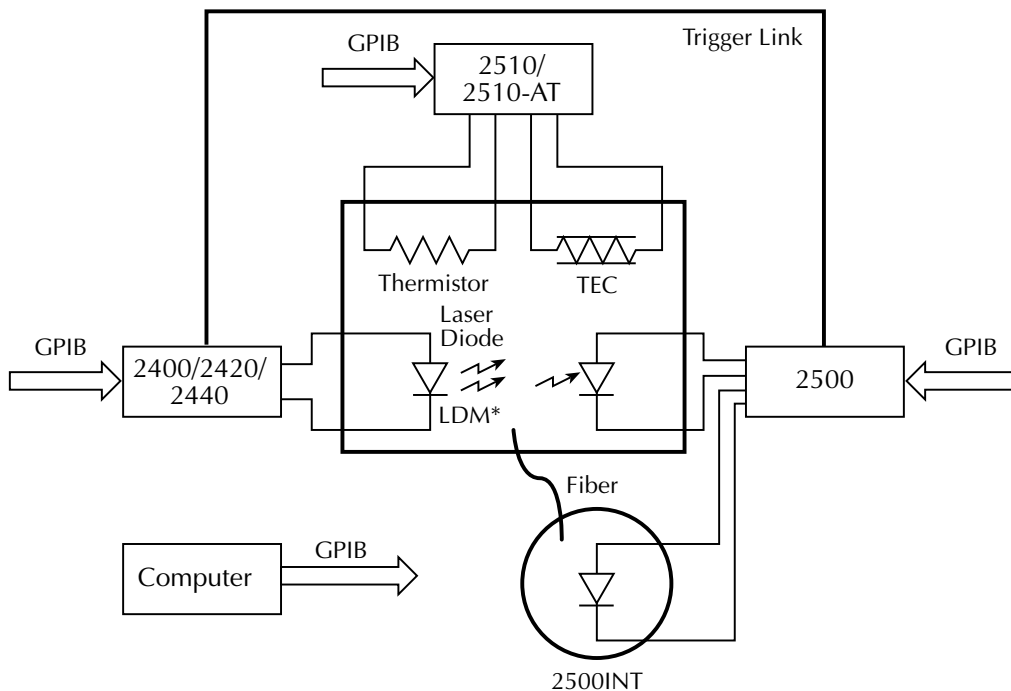 GPIB
Trigger Link
2510/
2510-AT
Thermistor
TEC
Laser
Diode
GPIB
2400/2420/
2440
LDM*
2500
GPIB
Fiber
Computer
GPIB
2500INT